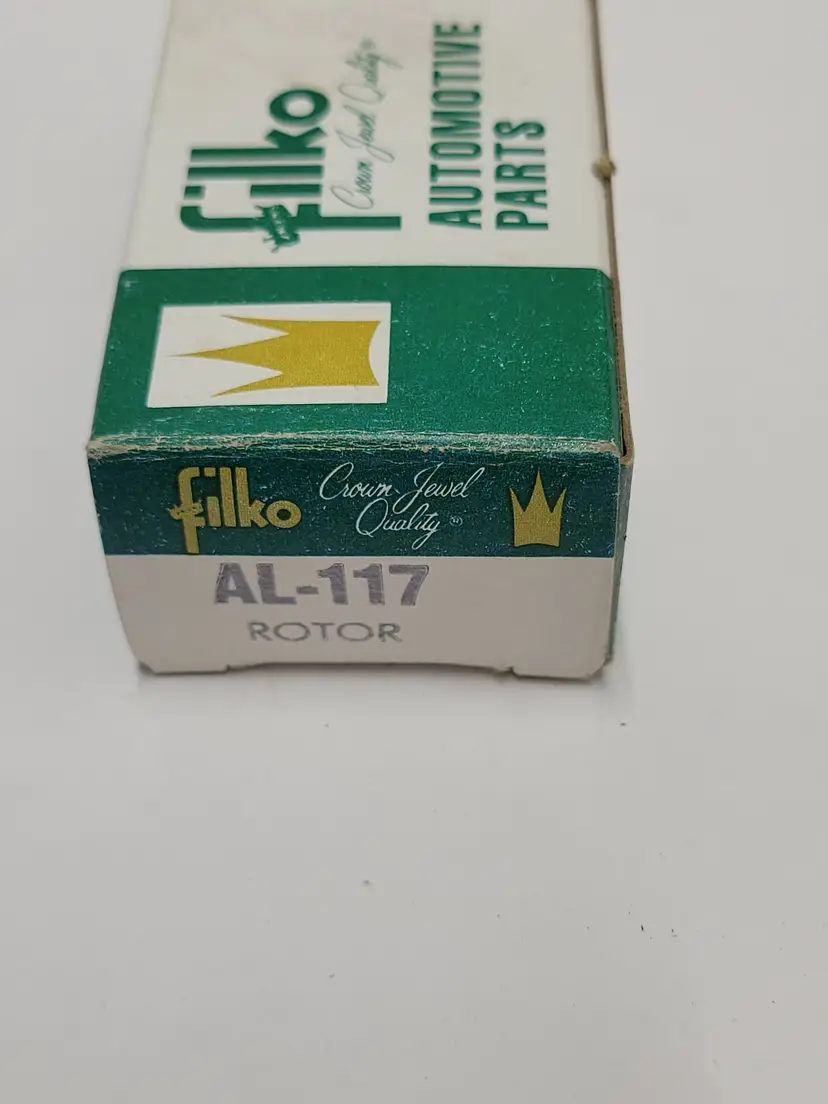 filko
Crown Jewel Quality®
AUTOMOTIVE
PARTS
filko
Crown Jewel
Quality®
AL-117
ROTOR